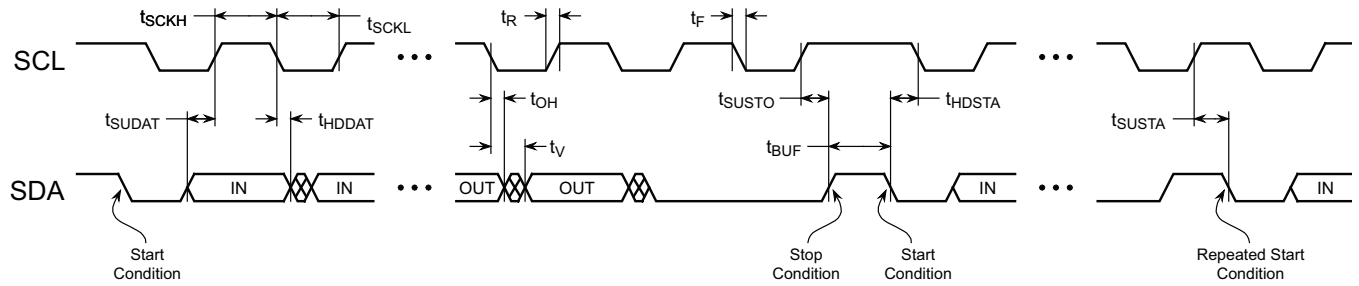 tSCKH
tSCKL
tR
tF
SCL
tOH
tSUSTO
tHDSTA
tSUDAT
tHDDAT
tSUSTA
tV
tBUF
SDA
IN
IN
OUT
OUT
IN
IN
Start
Condition
Stop
Condition
Start
Condition
Repeated Start
Condition